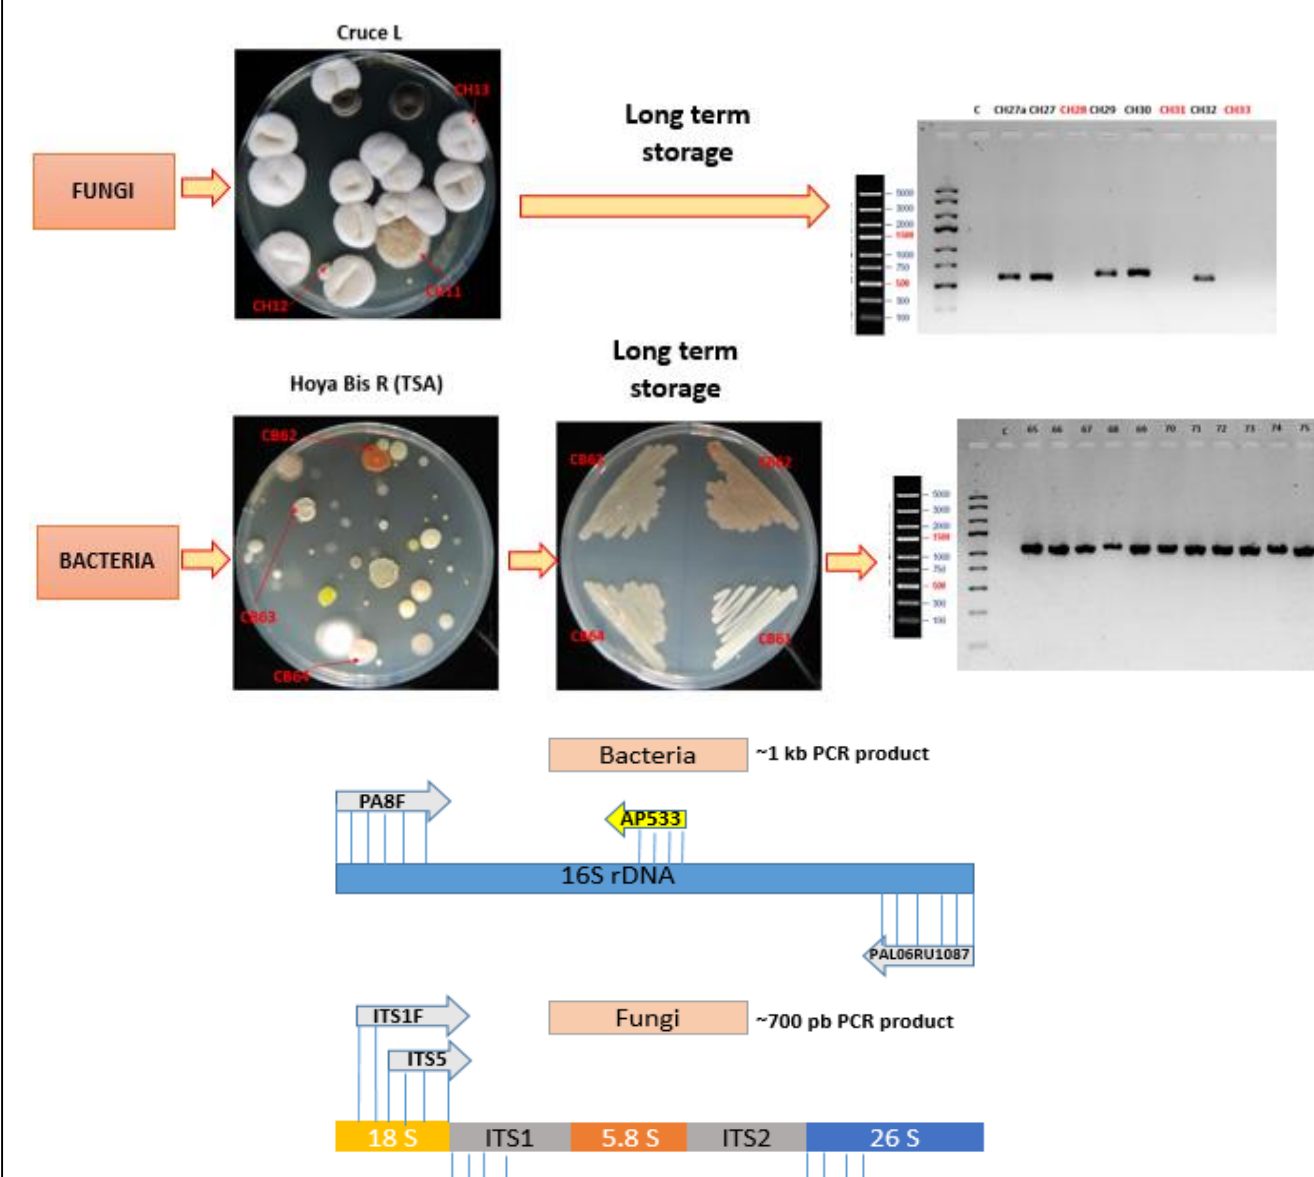 Cruce L
CH13
FUNGI
CH12
CH11
Long term
storage
C CH27a CH27 CH28 CH29 CH30 CH31 CH32 CH33
5000
3000
2000
1500
1000
750
500
300
100
Hoya Bis R (TSA)
CB62
CB63
CB64
BACTERIA
Long term
storage
CB62
CB64
CB61
C 65 66 67 68 69 70 71 72 73 74 75
5000
3000
2000
1500
1000
750
500
300
100
Bacteria ~1 kb PCR product
PA8F
AP533
16S rDNA
PAL06RU1087
ITS1F
Fungi ~700 pb PCR product
ITS5
18 S ITS1 5.8 S ITS2 26 S